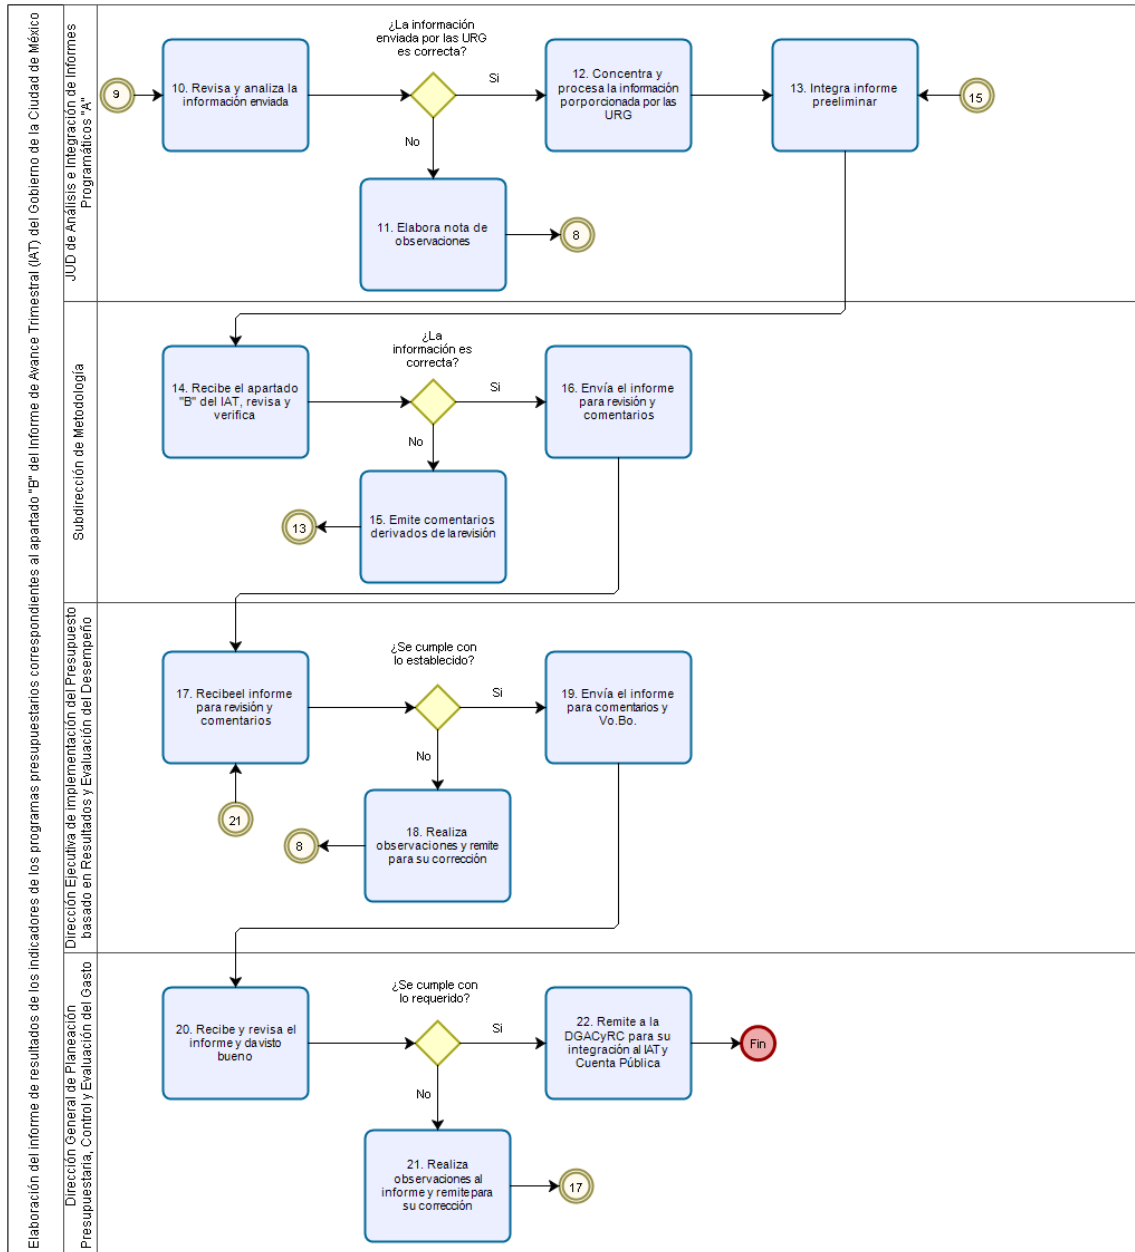 Elaboración del informe de resultados de los indicadores de los programas presupuestarios correspondientes al apartado "B" del Informe de Avance Trimestral (IAT) del Gobierno de la Ciudad de México
JUD de Análisis e Integración de Informes
Programáticos "A"
9
10. Revisa y analiza la
información enviada
¿La información
enviada por las URG
es correcta?
Si
No
12. Concentra y
procesa la información
porporcionada por las
URG
13. Integra informe
preeliminar
15
11. Elabora nota de
observaciones
8
Subdirección de Metodología
14. Recibe el apartado
"B" del IAT, revisa y
verifica
¿La
información es
correcta?
Si
No
16. Envía el informe
para revisión y
comentarios
15. Emite comentarios
derivados de la revisión
13
Dirección Ejecutiva de implementación del Presupuesto
basado en Resultados y Evaluación del Desempeño
17. Recibeel informe
para revisión y
comentarios
¿Se cumple con
lo establecido?
Si
No
19. Envía el informe
para comentarios y
Vo.Bo.
21
18. Realiza
observaciones y remite
para su corrección
8
Dirección General de Planeación
Presupuestaria, Control y Evaluación del Gasto
20. Recibe y revisa el
informe y da visto
bueno
¿Se cumple con
lo requerido?
Si
No
22. Remite a la
DGACyRC para su
integración al IAT y
Cuenta Pública
Fin
21. Realiza
observaciones al
informe y remite para
su corrección
17